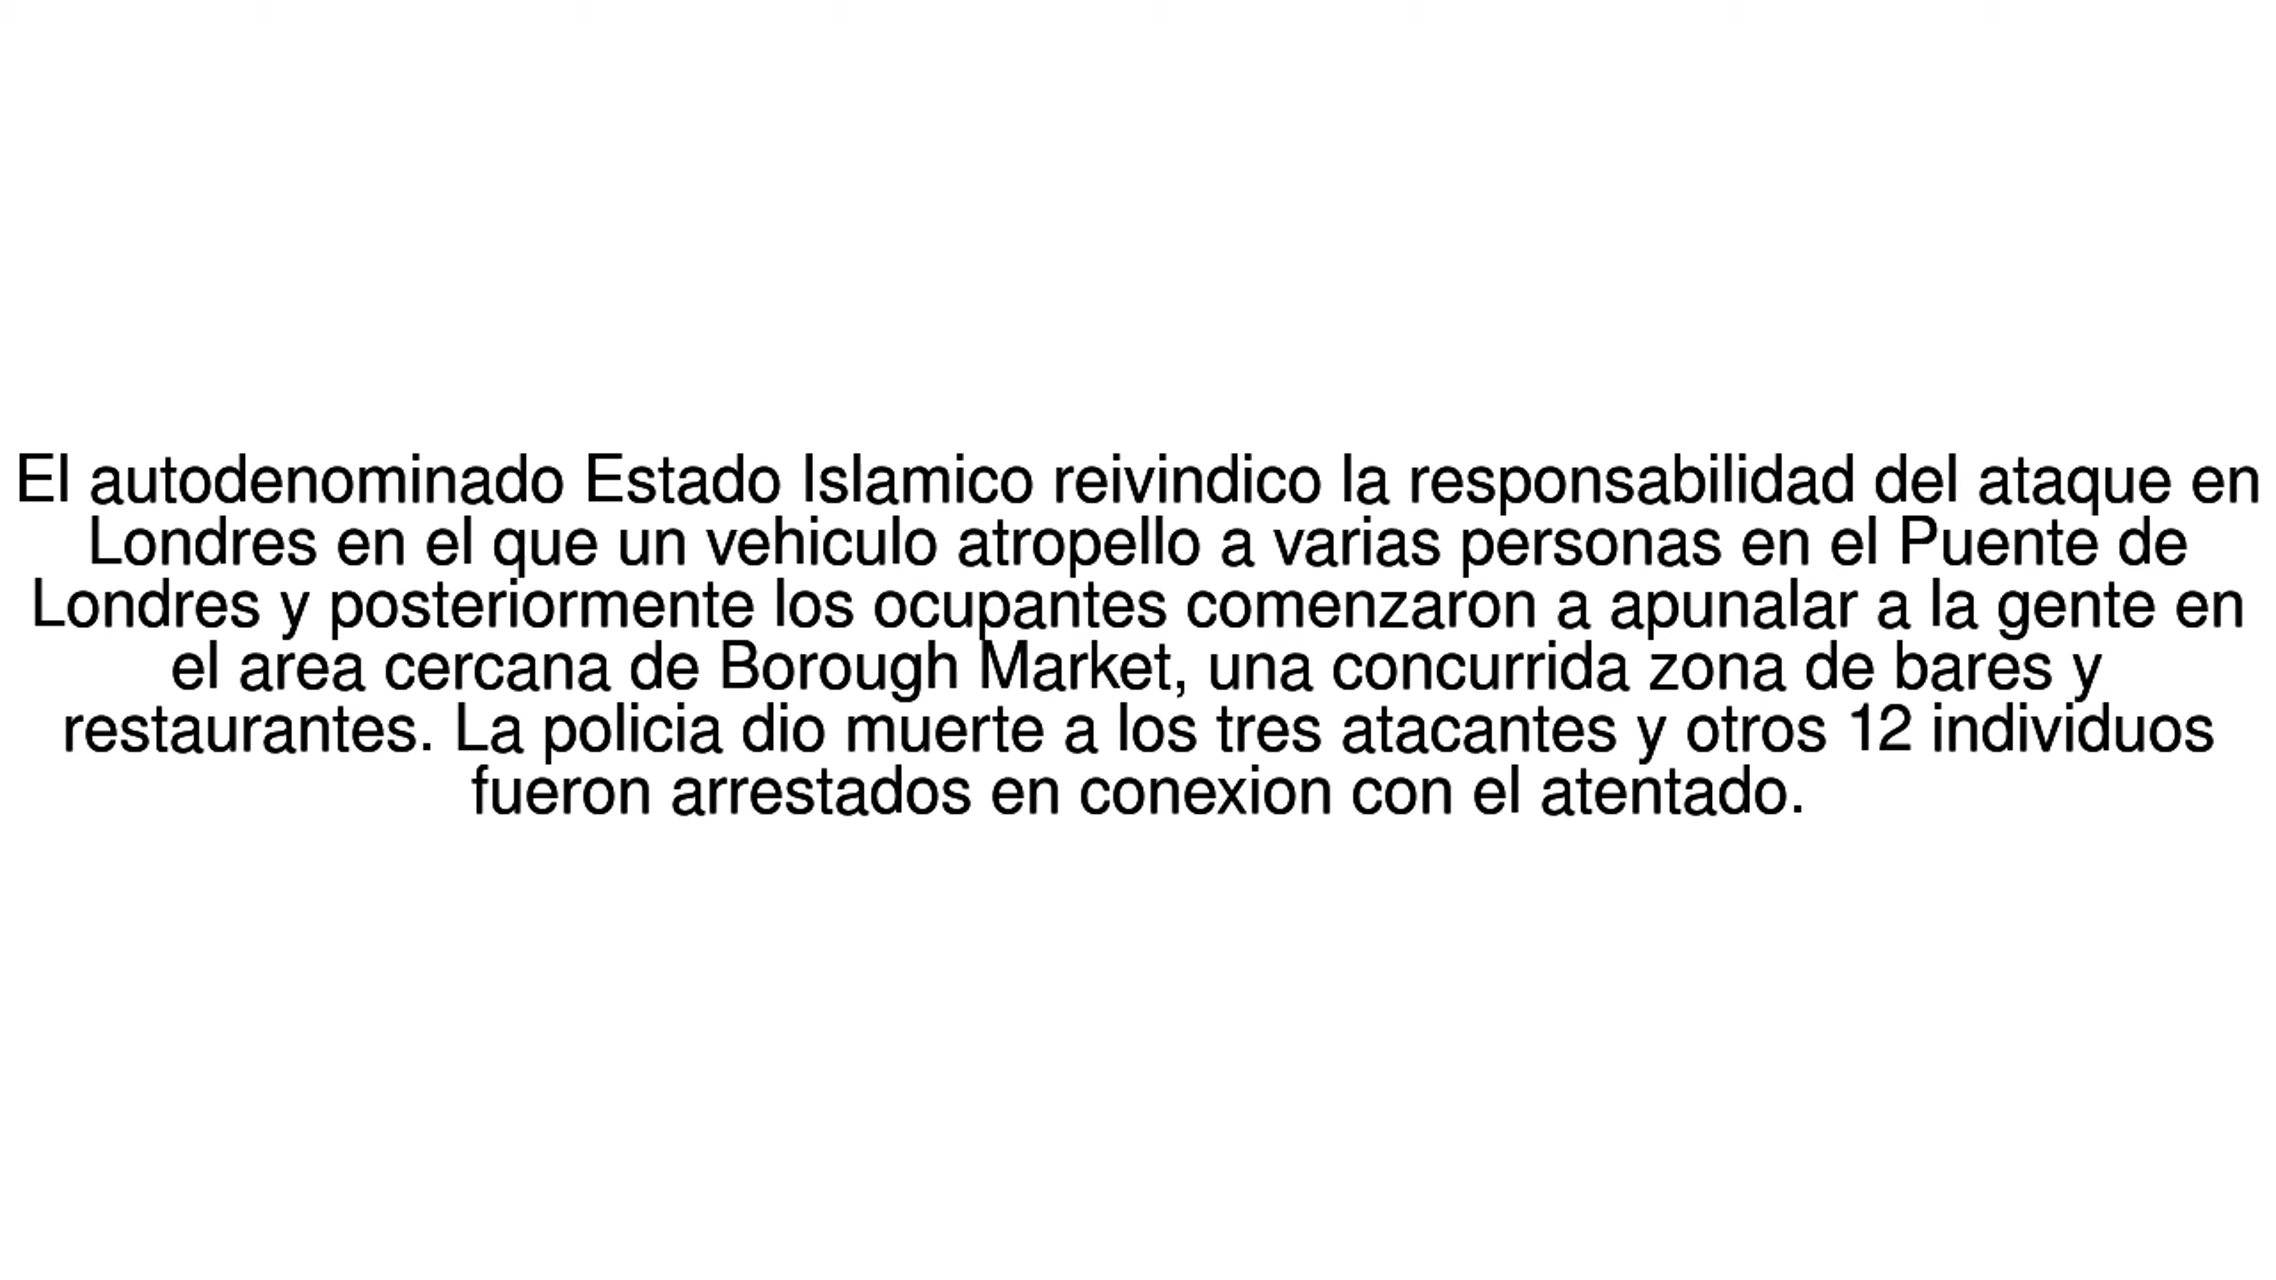 El autodenominado Estado Islamico reivindico la responsabilidad del ataque en
Londres en el que un vehiculo atropello a varias personas en el Puente de
Londres y posteriormente los ocupantes comenzaron a apunalar a la gente en
el area cercana de Borough Market, una concurrida zona de bares y
restaurantes. La policia dio muerte a los tres atacantes y otros 12 individuos
fueron arrestados en conexion con el atentado.